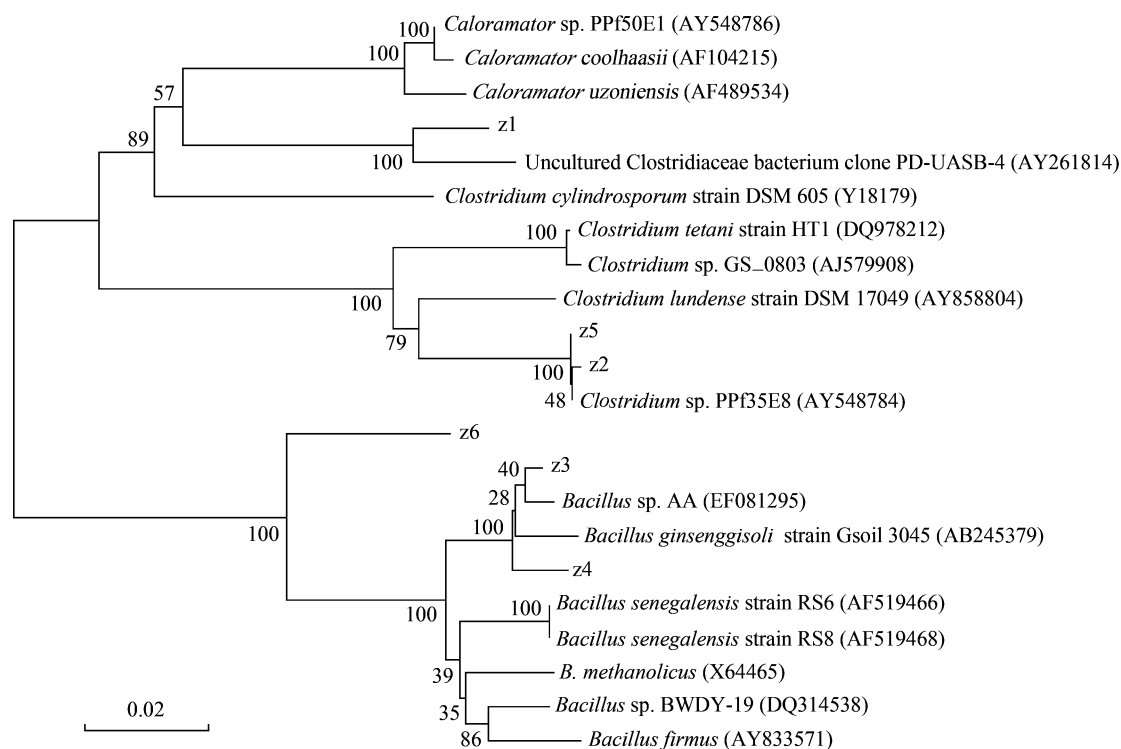 Caloramator sp. PPf50E1 (AY548786)
100
Caloramator coolhaasii (AF104215)
100
Caloramator uzoniensis (AF489534)
57
z1
89
100
Uncultured Clostridiaceae bacterium clone PD-UASB-4 (AY261814)
Clostridium cylindrosporum strain DSM 605 (Y18179)
Clostridium tetani strain HT1 (DQ978212)
100
Clostridium sp. GS_0803 (AJ579908)
100
Clostridium lundense strain DSM 17049 (AY858804)
z5
79
z2
100
48
Clostridium sp. PPf35E8 (AY548784)
z6
z3
40
Bacillus sp. AA (EF081295)
28
100
Bacillus ginsenggisoli strain Gsoil 3045 (AB245379)
100
z4
Bacillus senegalensis strain RS6 (AF519466)
100
100
Bacillus senegalensis strain RS8 (AF519468)
B. methanolicus (X64465)
39
Bacillus sp. BWDY-19 (DQ314538)
35
0.02
86
Bacillus firmus (AY833571)